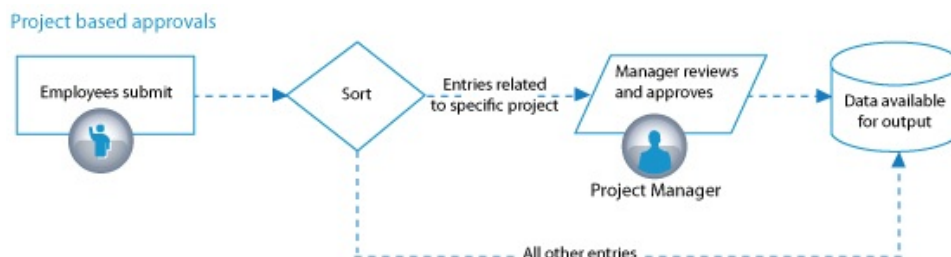 Project based approvals
Employees submit
Sort
Entries related
to specific project
Manager reviews
and approves
Project Manager
Data available
for output
All other entries